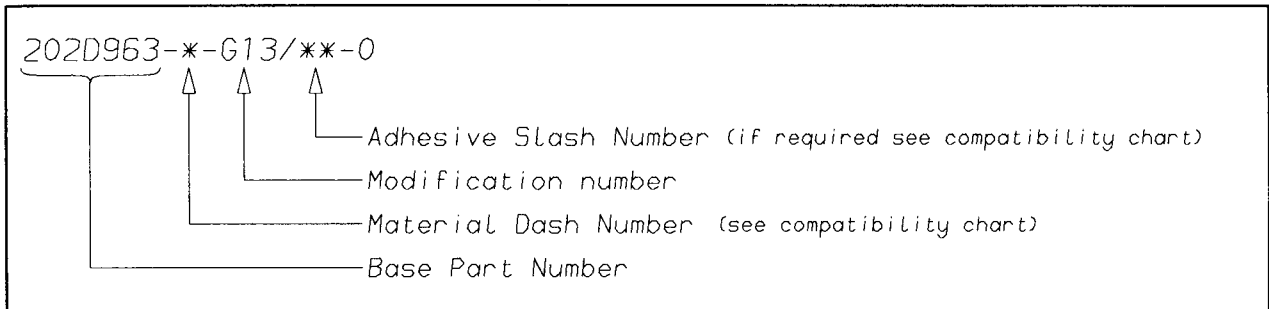 202D963-*-G13/**-0
Adhesive Slash Number (if required see compatibility chart)
Modification number
Material Dash Number (see compatibility chart)
Base Part Number